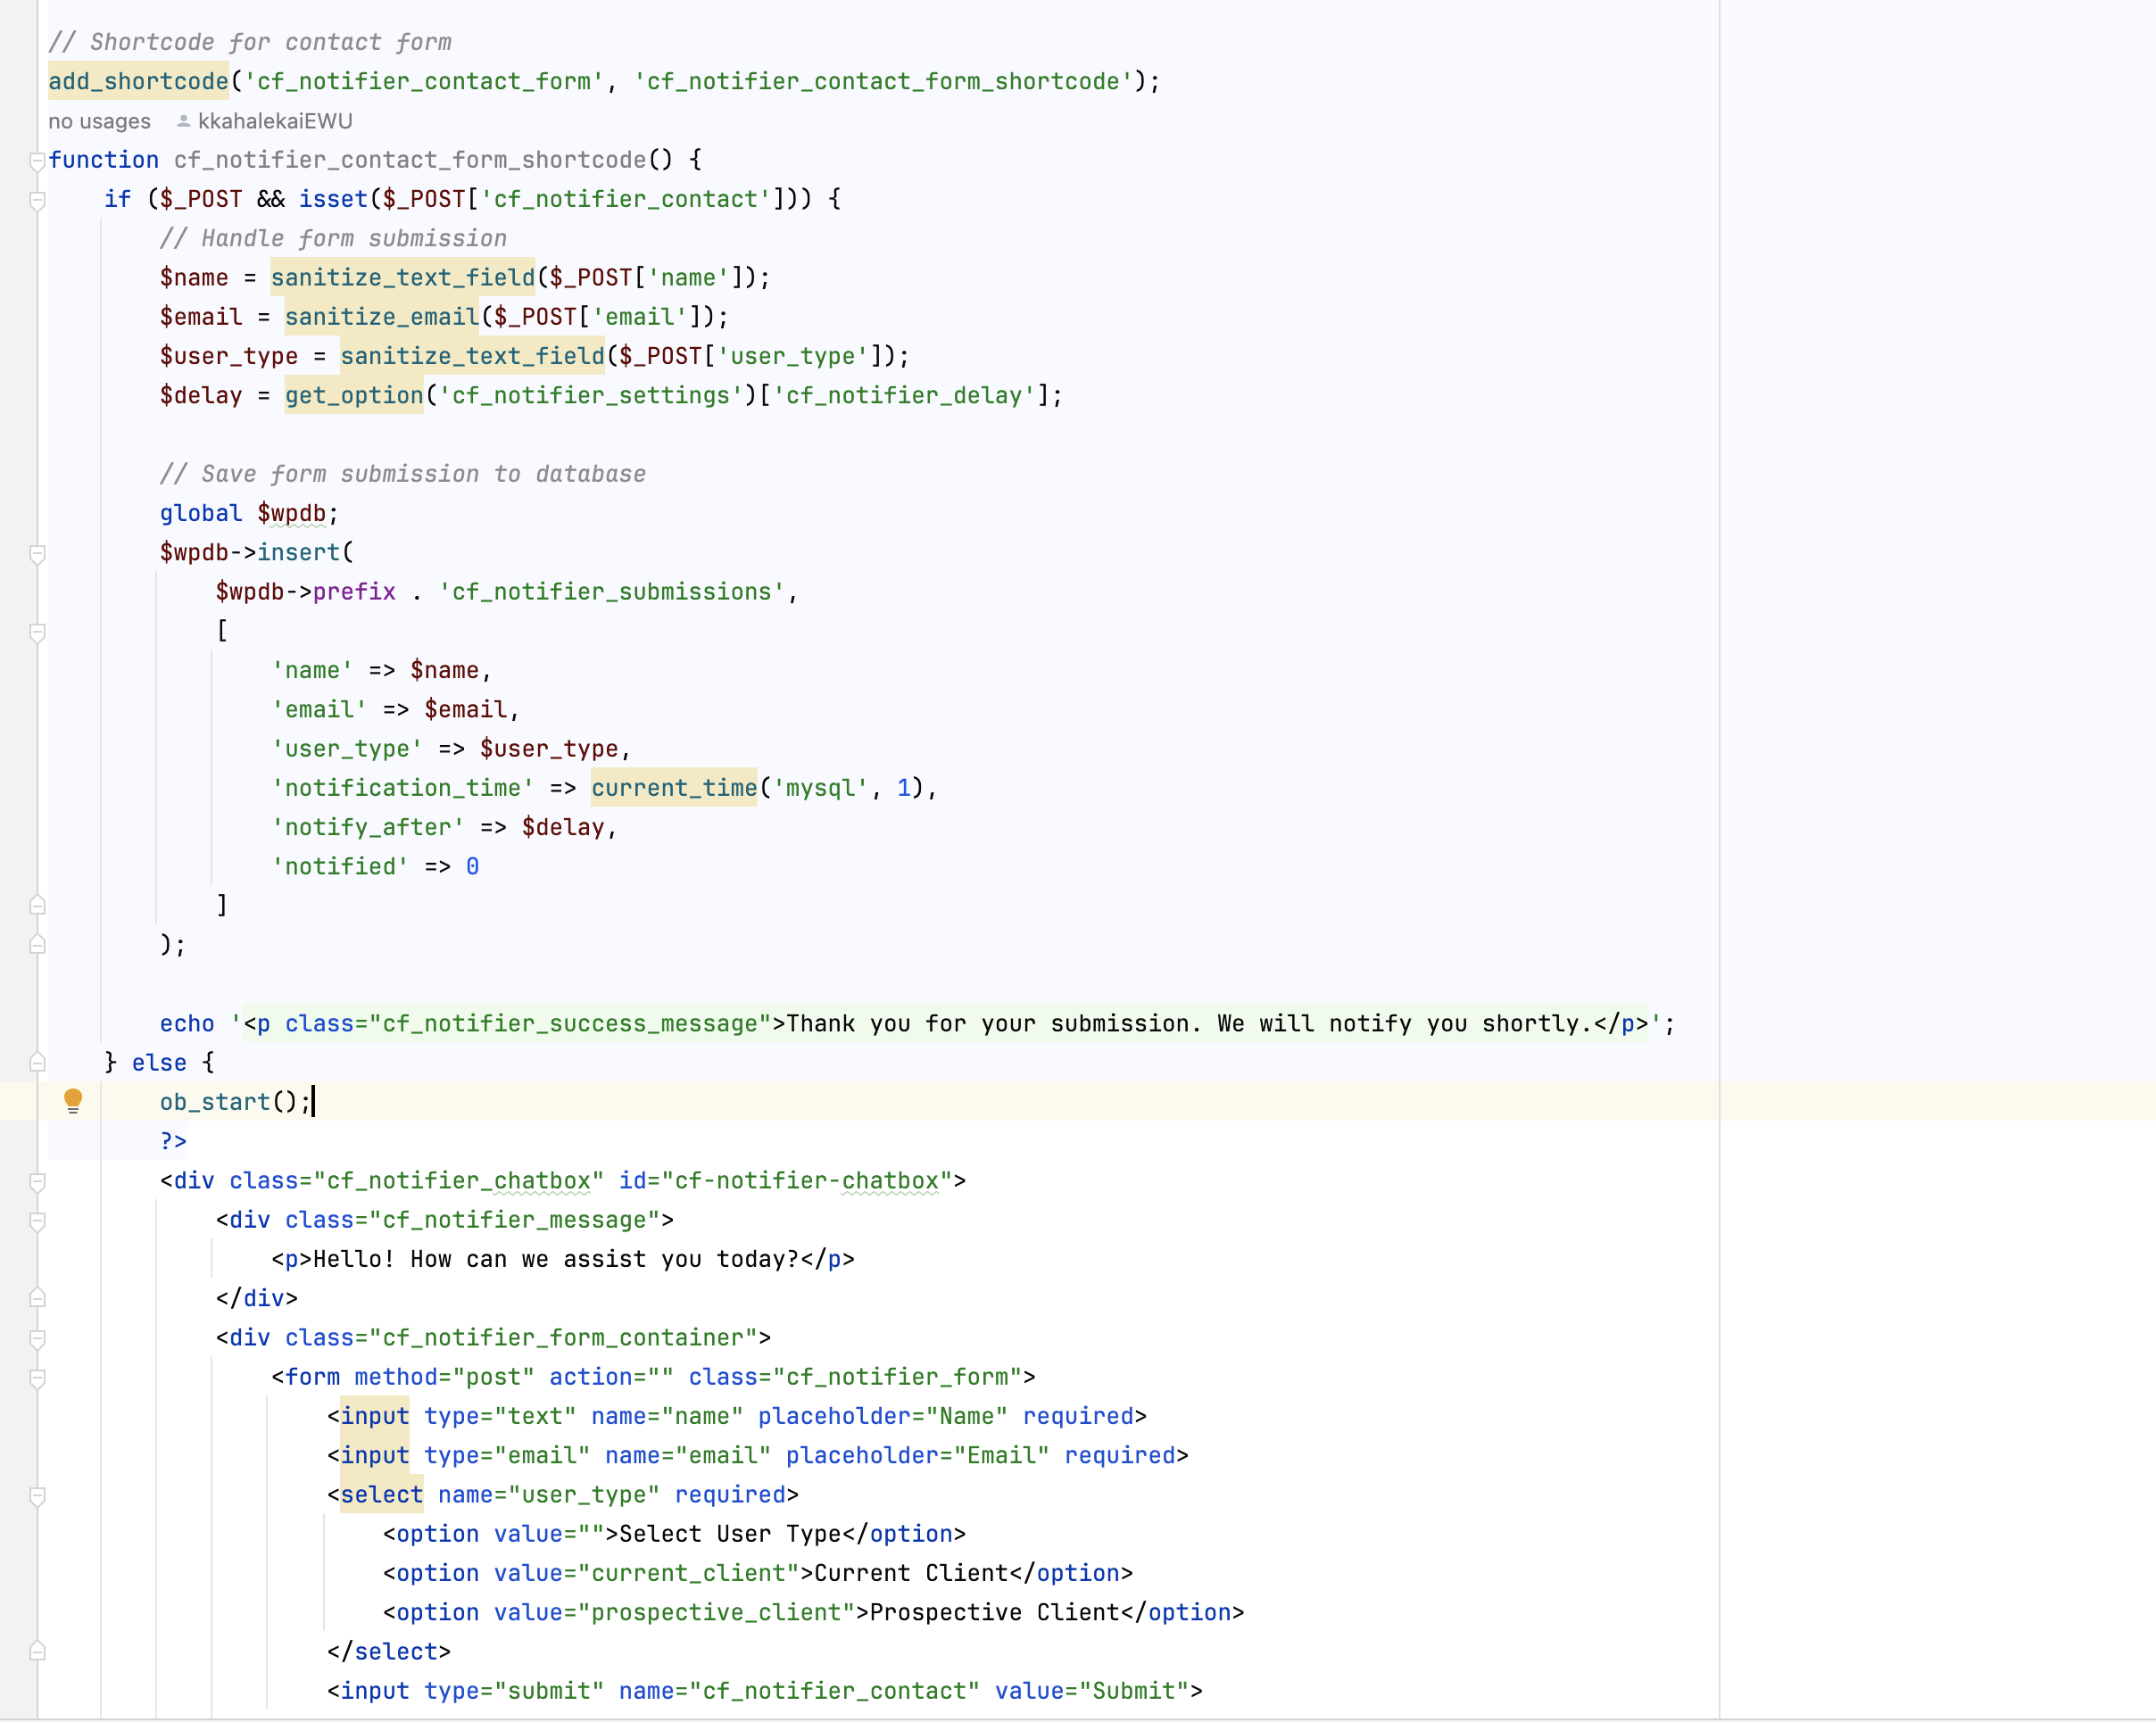 // Shortcode for contact form
add_shortcode('cf_notifier_contact_form', 'cf_notifier_contact_form_shortcode');
no usages kkahalekaiEWU
function cf_notifier_contact_form_shortcode() {
if ($_POST && isset($_POST['cf_notifier_contact'])) {
// Handle form submission
$name = sanitize_text_field($_POST['name']);
$email = sanitize_email($_POST['email']);
$user_type = sanitize_text_field($_POST['user_type']);
$delay = get_option('cf_notifier_settings')['cf_notifier_delay'];
// Save form submission to database
global $wpdb;
$wpdb->insert(
$wpdb->prefix . 'cf_notifier_submissions',
[
'name' => $name,
'email' => $email,
'user_type' => $user_type,
'notification_time' => current_time('mysql', 1),
'notify_after' => $delay,
'notified' => 0
]
);
echo '<p class="cf_notifier_success_message">Thank you for your submission. We will notify you shortly.</p>';
} else {
ob_start();
?>
<div class="cf_notifier_chatbox" id="cf-notifier-chatbox">
<div class="cf_notifier_message">
<p>Hello! How can we assist you today?</p>
</div>
<div class="cf_notifier_form_container">
<form method="post" action="" class="cf_notifier_form">
<input type="text" name="name" placeholder="Name" required>
<input type="email" name="email" placeholder="Email" required>
<select name="user_type" required>
<option value="">Select User Type</option>
<option value="current_client">Current Client</option>
<option value="prospective_client">Prospective Client</option>
</select>
<input type="submit" name="cf_notifier_contact" value="Submit">